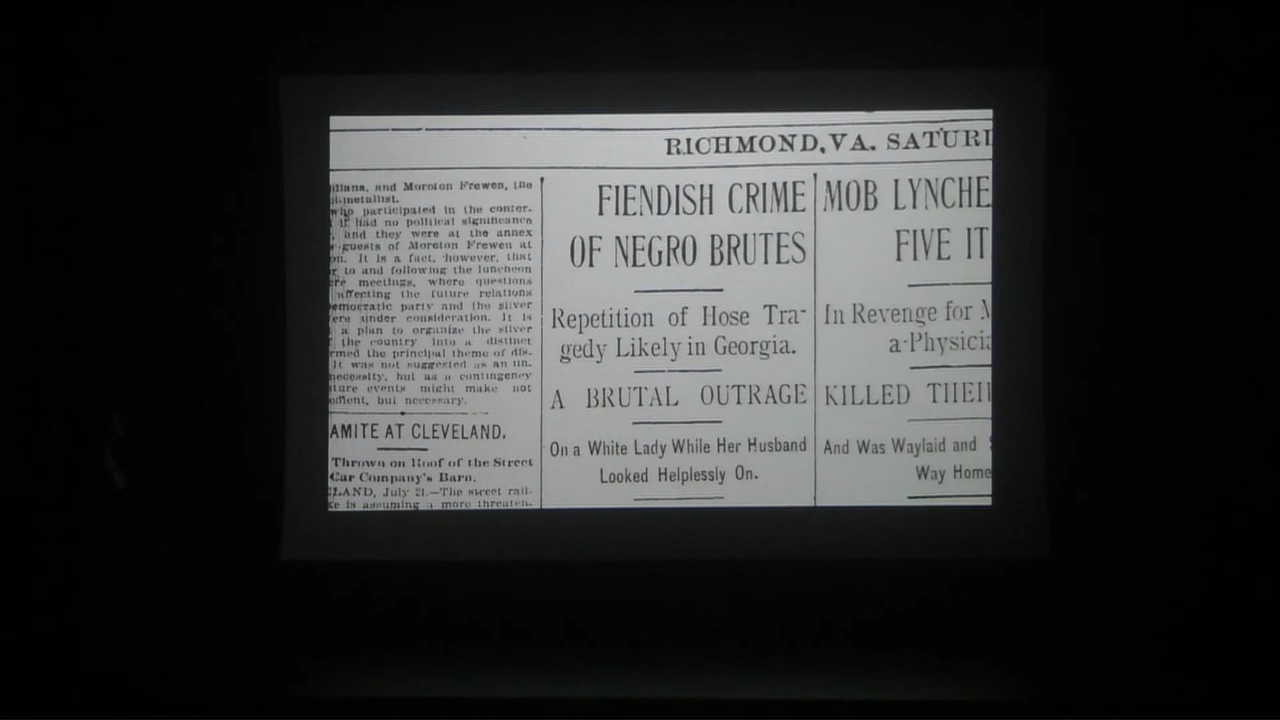 RICHMOND, VA. SATURI
and Moreton Frewen, the
who participated in the confer-
had no political significance
and they were at the annex
guests of Moreton Frewen at
It is a fact, however, that
to and following the luncheon
meetings, where questions
affecting the future relations
party and the silver
under consideration. It is
a plan to organize the silver
the country into a distinct
the principal theme of dis-
It was not suggested as an un-
necessity, but as a contingency
events might make not
but necessary.
AMITE AT CLEVELAND.
Thrown on Roof of the Street
Car Company's Barn.
LAND, July 21.—The street rail-
is assuming a more threaten-
FIENDISH CRIME
OF NEGRO BRUTES
Repetition of Hose Tra-
gedy Likely in Georgia.
A BRUTAL OUTRAGE
On a White Lady While Her Husband
Looked Helplessly On.
MOB LYNCHE
FIVE IT
In Revenge for
a Physici
KILLED THEI
And Was Waylaid and
Way Home